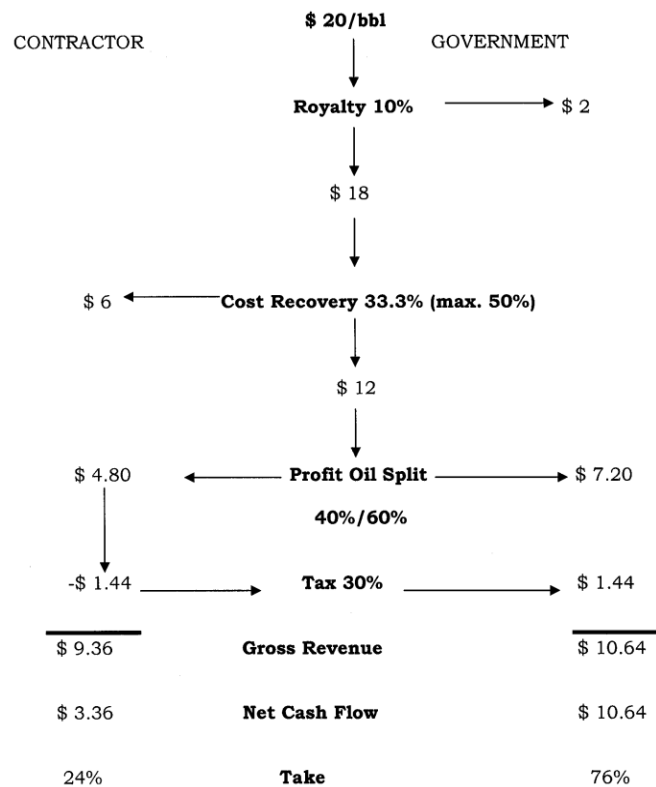 $ 20/bbl
CONTRACTOR GOVERNMENT
Royalty 10% $ 2
$ 18
$ 6 Cost Recovery 33.3% (max. 50%)
$ 12
$ 4.80 Profit Oil Split $ 7.20
40%/60%
-$ 1.44 Tax 30% $ 1.44
$ 9.36 Gross Revenue $ 10.64
$ 3.36 Net Cash Flow $ 10.64
24% Take 76%